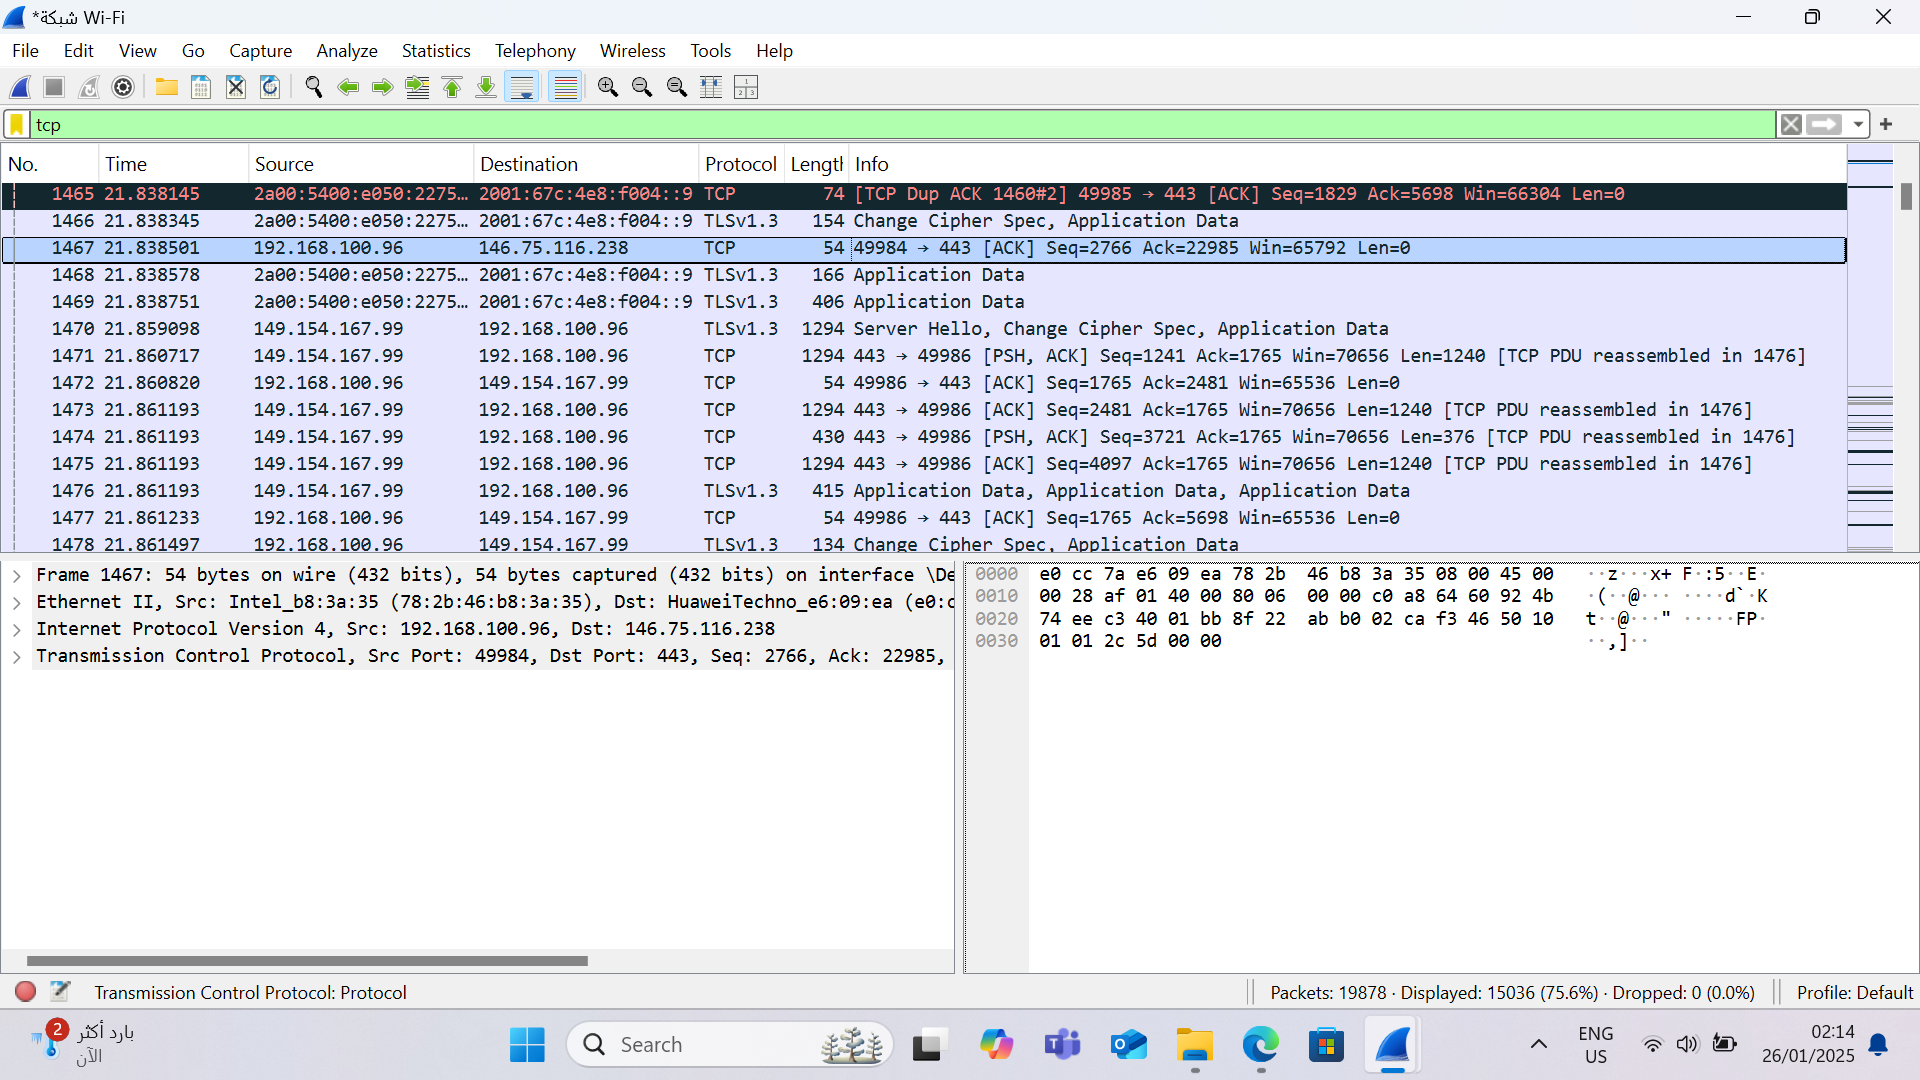 *شبكة Wi-Fi
File Edit View Go Capture Analyze Statistics Telephony Wireless Tools Help
tcp
No. Time Source Destination Protocol Length Info
1465 21.838145 2a00:5400:e050:2275… 2001:67c:4e8:f004::9 TCP 74 [TCP Dup ACK 1460#2] 49985 → 443 [ACK] Seq=1829 Ack=5698 Win=66304 Len=0
1466 21.838345 2a00:5400:e050:2275… 2001:67c:4e8:f004::9 TLSv1.3 154 Change Cipher Spec, Application Data
1467 21.838501 192.168.100.96 146.75.116.238 TCP 54 49984 → 443 [ACK] Seq=2766 Ack=22985 Win=65792 Len=0
1468 21.838578 2a00:5400:e050:2275… 2001:67c:4e8:f004::9 TLSv1.3 166 Application Data
1469 21.838751 2a00:5400:e050:2275… 2001:67c:4e8:f004::9 TLSv1.3 406 Application Data
1470 21.859098 149.154.167.99 192.168.100.96 TLSv1.3 1294 Server Hello, Change Cipher Spec, Application Data
1471 21.860717 149.154.167.99 192.168.100.96 TCP 1294 443 → 49986 [PSH, ACK] Seq=1241 Ack=1765 Win=70656 Len=1240 [TCP PDU reassembled in 1476]
1472 21.860820 192.168.100.96 149.154.167.99 TCP 54 49986 → 443 [ACK] Seq=1765 Ack=2481 Win=65536 Len=0
1473 21.861193 149.154.167.99 192.168.100.96 TCP 1294 443 → 49986 [ACK] Seq=2481 Ack=1765 Win=70656 Len=1240 [TCP PDU reassembled in 1476]
1474 21.861193 149.154.167.99 192.168.100.96 TCP 430 443 → 49986 [PSH, ACK] Seq=3721 Ack=1765 Win=70656 Len=376 [TCP PDU reassembled in 1476]
1475 21.861193 149.154.167.99 192.168.100.96 TCP 1294 443 → 49986 [ACK] Seq=4097 Ack=1765 Win=70656 Len=1240 [TCP PDU reassembled in 1476]
1476 21.861193 149.154.167.99 192.168.100.96 TLSv1.3 415 Application Data, Application Data, Application Data
1477 21.861233 192.168.100.96 149.154.167.99 TCP 54 49986 → 443 [ACK] Seq=1765 Ack=5698 Win=65536 Len=0
1478 21.861497 192.168.100.96 149.154.167.99 TLSv1.3 134 Change Cipher Spec, Application Data
Frame 1467: 54 bytes on wire (432 bits), 54 bytes captured (432 bits) on interface \De
Ethernet II, Src: Intel_b8:3a:35 (78:2b:46:b8:3a:35), Dst: HuaweiTechno_e6:09:ea (e0:c
Internet Protocol Version 4, Src: 192.168.100.96, Dst: 146.75.116.238
Transmission Control Protocol, Src Port: 49984, Dst Port: 443, Seq: 2766, Ack: 22985,
0000 e0 cc 7a e6 09 ea 78 2b 46 b8 3a 35 08 00 45 00 ··z···x+ F·:5··E·
0010 00 28 af 01 40 00 80 06 00 00 c0 a8 64 60 92 4b ·(··@··· ····d`·K
0020 74 ee c3 40 01 bb 8f 22 ab b0 02 ca f3 46 50 10 t··@···" ·····FP·
0030 01 01 2c 5d 00 00 ··,]··
Transmission Control Protocol: Protocol Packets: 19878 · Displayed: 15036 (75.6%) · Dropped: 0 (0.0%) Profile: Default
2 بارد أكثر
الآن
Search
ENG
US
02:14
26/01/2025